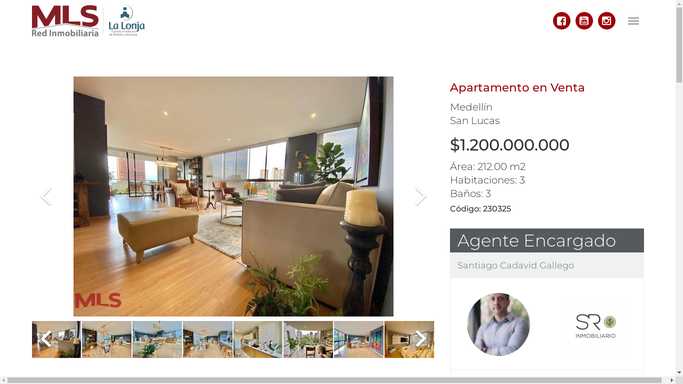 MLS
Red Inmobiliaria
La Lonja
Apartamento en Venta
Medellín
San Lucas
$1.200.000.000
Área: 212.00 m2
Habitaciones: 3
Baños: 3
Código: 230325
Agente Encargado
Santiago Cadavid Gallego
MLS
SR
INMOBILIARIO